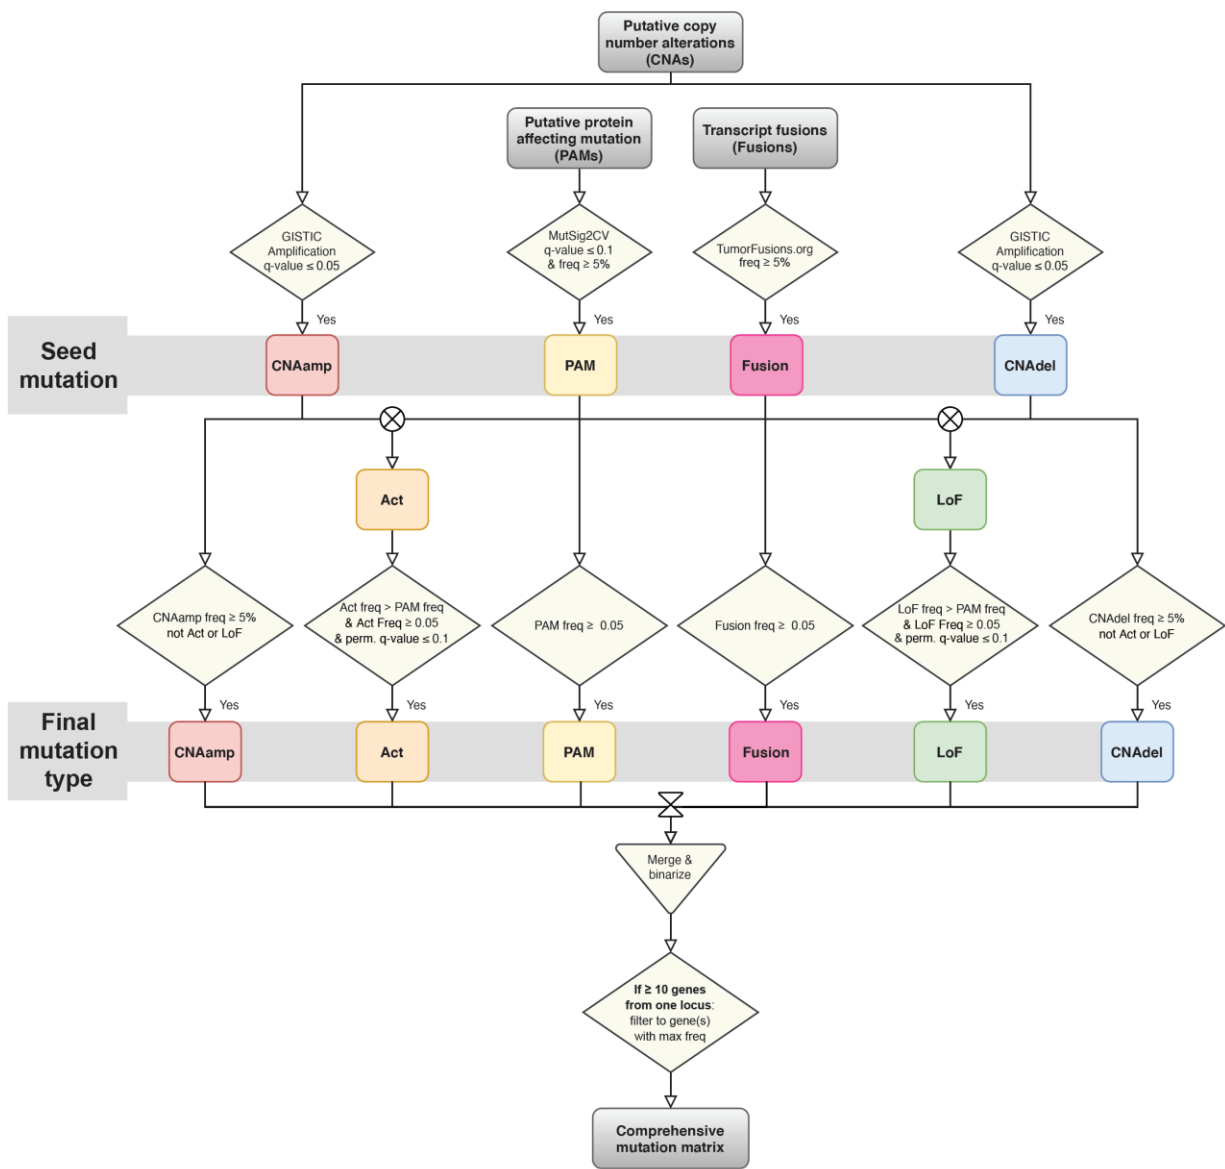 Putative copy
number alterations
(CNAs)
Putative protein
affecting mutation
(PAMs)
Transcript fusions
(Fusions)
GISTIC
Amplification
q-value ≤ 0.05
MutSig2CV
q-value ≤ 0.1
& freq ≥ 5%
TumorFusions.org
freq ≥ 5%
GISTIC
Amplification
q-value ≤ 0.05
Yes
Yes
Yes
Yes
Seed
mutation
CNAamp
PAM
Fusion
CNAdel
Act
LoF
CNAamp freq ≥ 5%
not Act or LoF
Act freq > PAM freq
& Act Freq ≥ 0.05
& perm. q-value ≤ 0.1
PAM freq ≥ 0.05
Fusion freq ≥ 0.05
LoF freq > PAM freq
& LoF Freq ≥ 0.05
& perm. q-value ≤ 0.1
CNAdel freq ≥ 5%
not Act or LoF
Yes
Yes
Yes
Yes
Yes
Yes
Final
mutation
type
CNAamp
Act
PAM
Fusion
LoF
CNAdel
Merge &
binarize
If ≥ 10 genes
from one locus:
filter to gene(s)
with max freq
Comprehensive
mutation matrix